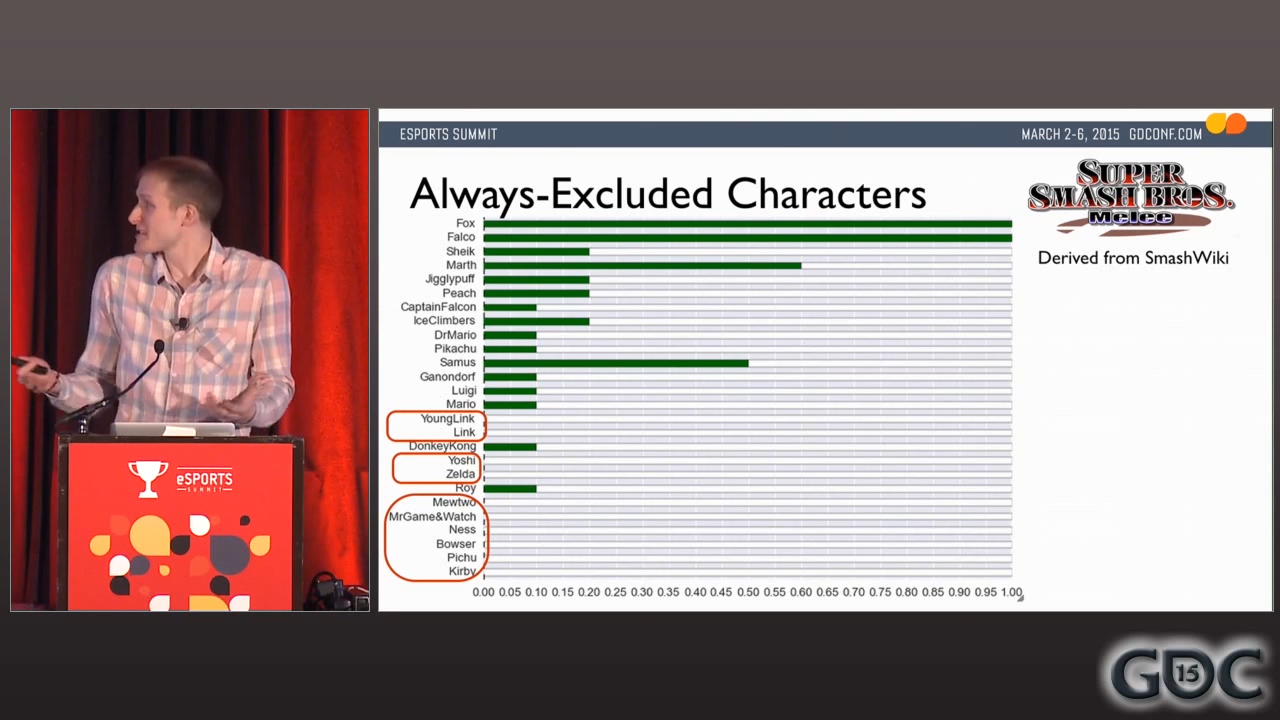 ESPORTS SUMMIT
MARCH 2-6, 2015 GDCONF.COM
Always-Excluded Characters
SUPER
SMASH BROS.
Melee
Derived from SmashWiki
Fox
Falco
Sheik
Marth
Jigglypuff
Peach
CaptainFalcon
IceClimbers
DrMario
Pikachu
Samus
Ganondorf
Luigi
Mario
YoungLink
Link
DonkeyKong
Yoshi
Zelda
Roy
Mewtwo
MrGame&Watch
Ness
Bowser
Pichu
Kirby
0.00 0.05 0.10 0.15 0.20 0.25 0.30 0.35 0.40 0.45 0.50 0.55 0.60 0.65 0.70 0.75 0.80 0.85 0.90 0.95 1.00
eSPORTS
SUMMIT
GDC
15